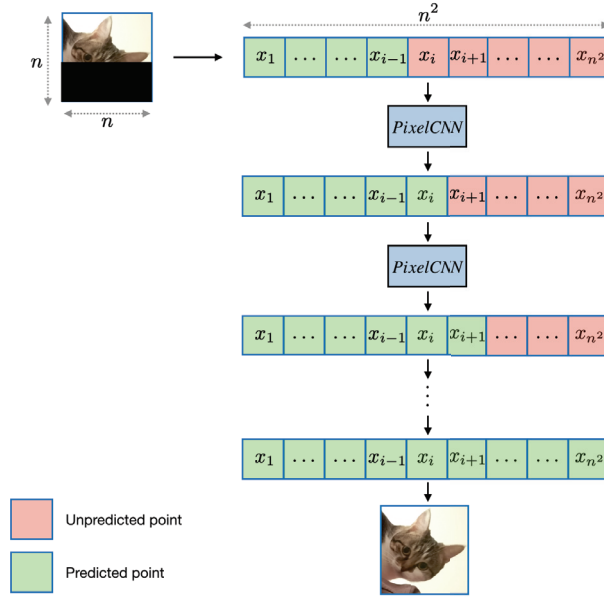 n²
n
n
x₁ … … xᵢ₋₁ xᵢ xᵢ₊₁ … … xₙ²
PixelCNN
x₁ … … xᵢ₋₁ xᵢ xᵢ₊₁ … … xₙ²
PixelCNN
x₁ … … xᵢ₋₁ xᵢ xᵢ₊₁ … … xₙ²
⋮
x₁ … … xᵢ₋₁ xᵢ xᵢ₊₁ … … xₙ²
Unpredicted point
Predicted point